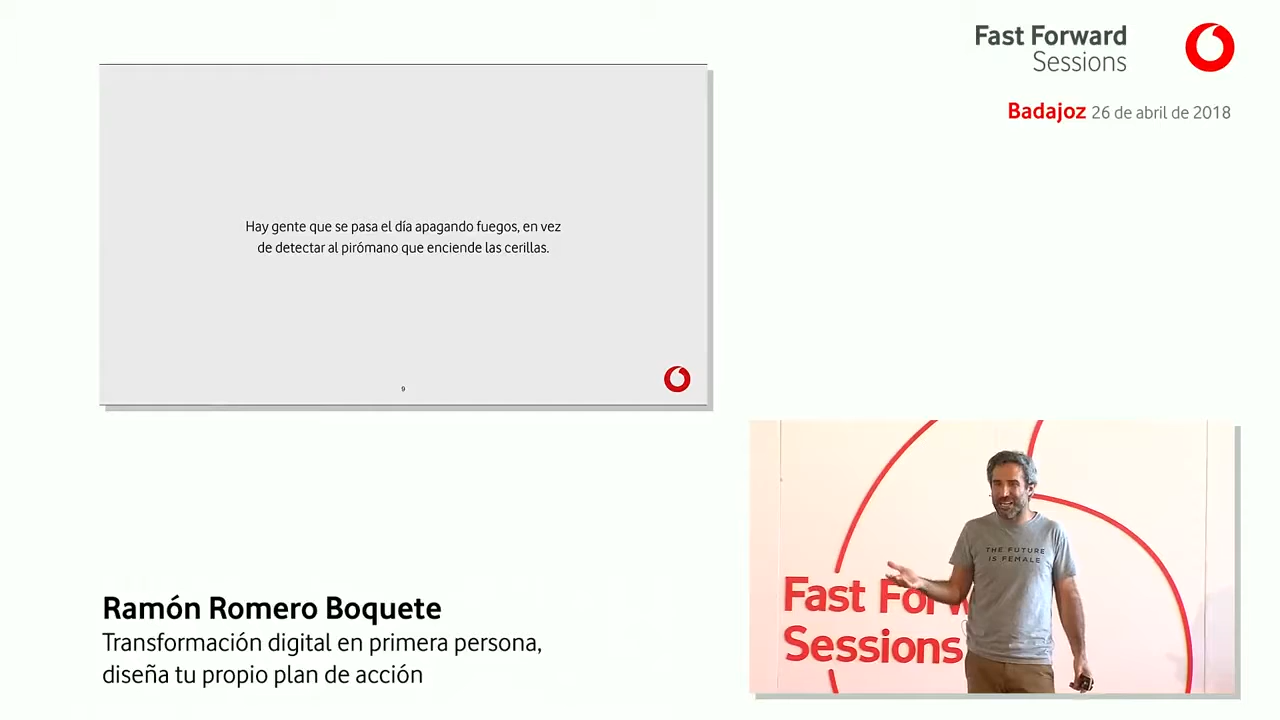 Fast Forward
Sessions
Badajoz 26 de abril de 2018
Hay gente que se pasa el día apagando fuegos, en vez
de detectar al pirómano que enciende las cerillas.
9
THE FUTURE
IS FEMALE
Fast Forw
Sessions
Ramón Romero Boquete
Transformación digital en primera persona,
diseña tu propio plan de acción